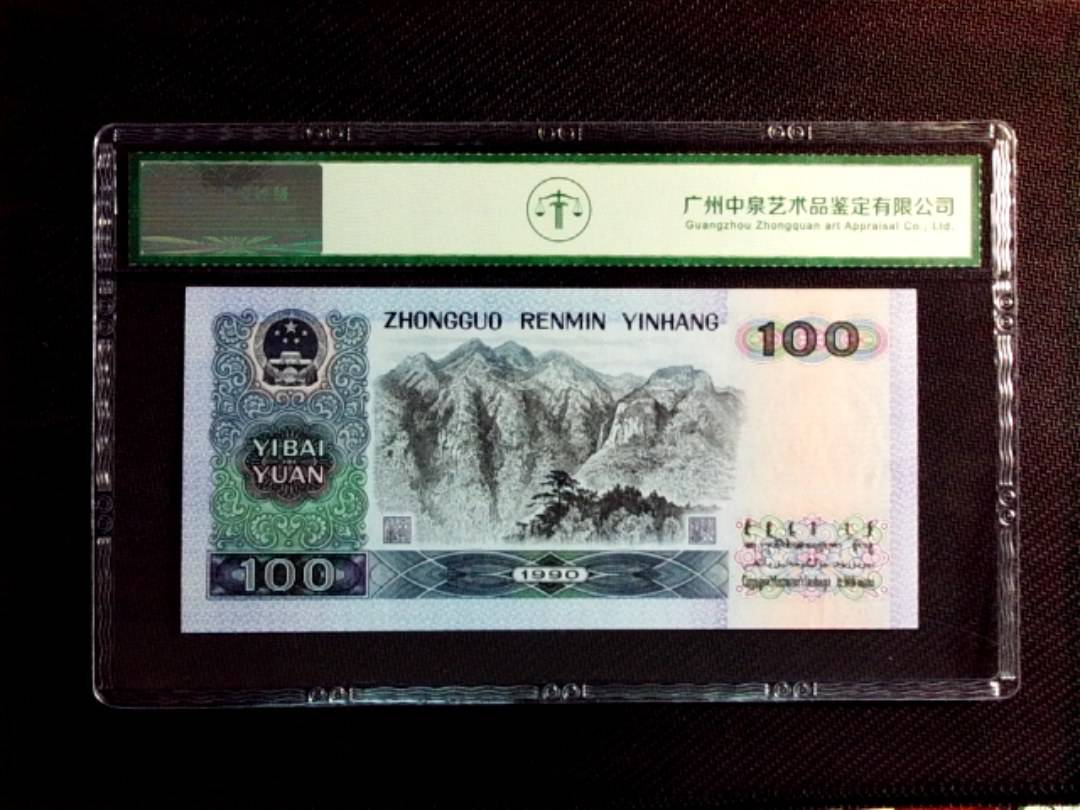 广州中泉艺术品鉴定有限公司
Guangzhou Zhongquan art Appraisal Co., Ltd.
ZHONGGUO RENMIN YINHANG
100
YIBAI
YUAN
100
1990